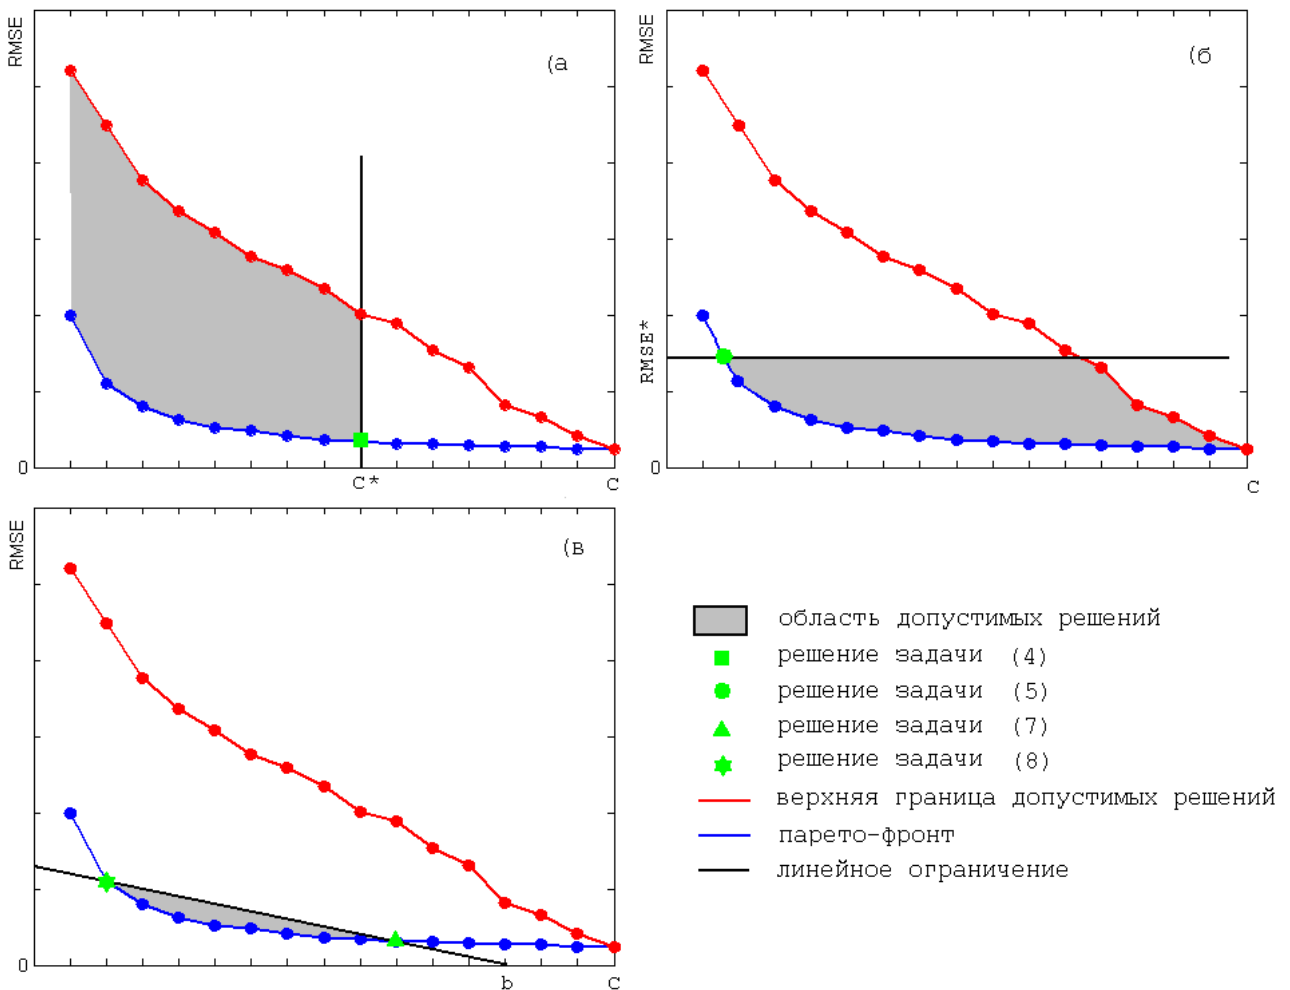 RMSE
(а
0
C*
C
RMSE
(б
RMSE*
0
C
RMSE
(в
0
b
C
область допустимых решений
решение задачи (4)
решение задачи (5)
решение задачи (7)
решение задачи (8)
верхняя граница допустимых решений
парето-фронт
линейное ограничение